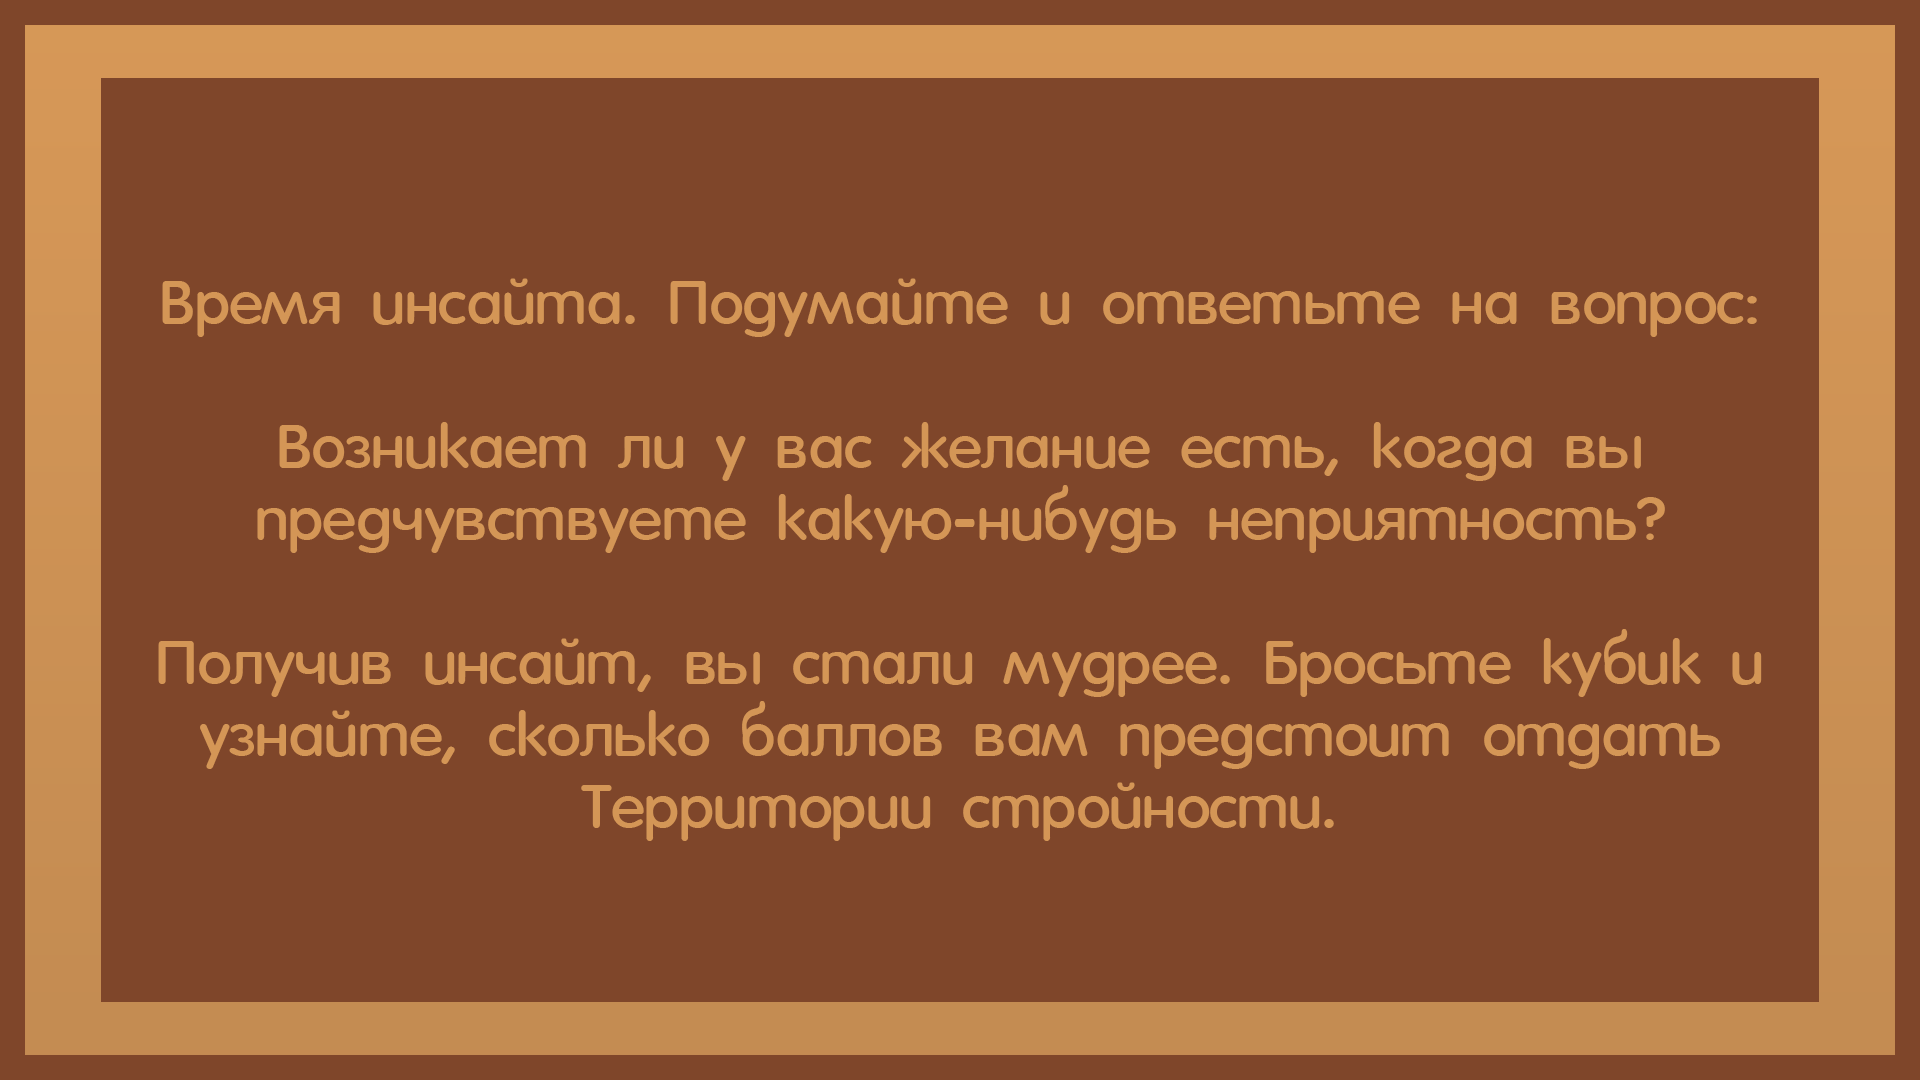 Время инсайта. Подумайте и ответьте на вопрос:
Возникает ли у вас желание есть, когда вы
предчувствуете какую-нибудь неприятность?
Получив инсайт, вы стали мудрее. Бросьте кубик и
узнайте, сколько баллов вам предстоит отдать
Территории стройности.